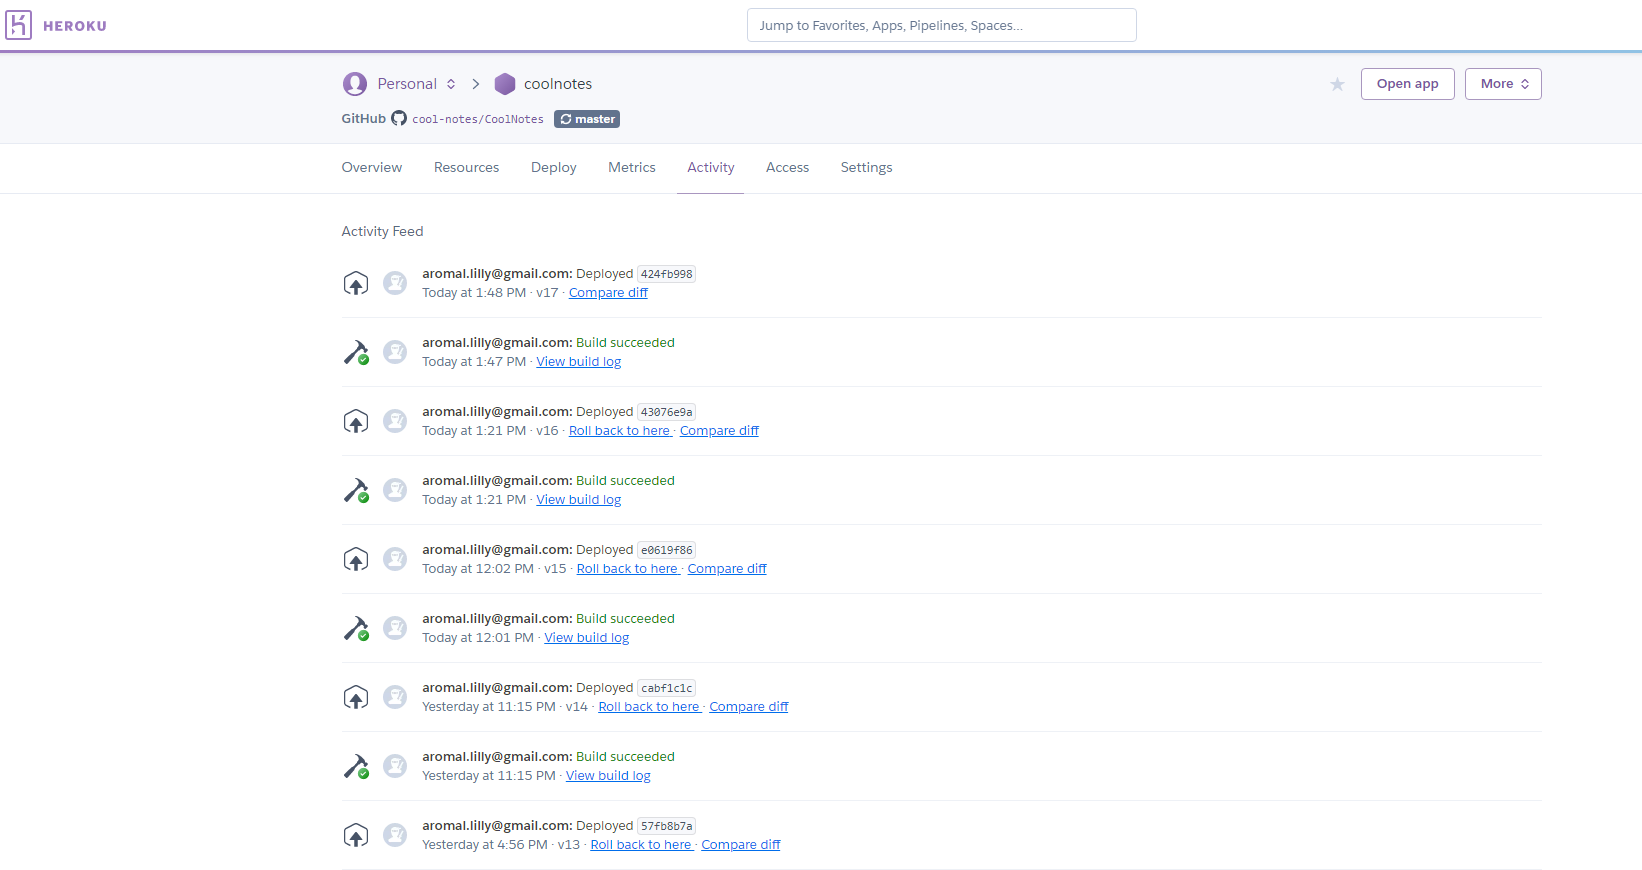 HEROKU
Jump to Favorites, Apps, Pipelines, Spaces...
Personal coolnotes
Open app
More
GitHub cool-notes/CoolNotes master
Overview Resources Deploy Metrics Activity Access Settings
Activity Feed
aromal.lilly@gmail.com: Deployed 424fb998
Today at 1:48 PM · v17 · Compare diff
aromal.lilly@gmail.com: Build succeeded
Today at 1:47 PM · View build log
aromal.lilly@gmail.com: Deployed 43076e9a
Today at 1:21 PM · v16 · Roll back to here · Compare diff
aromal.lilly@gmail.com: Build succeeded
Today at 1:21 PM · View build log
aromal.lilly@gmail.com: Deployed e0619f86
Today at 12:02 PM · v15 · Roll back to here · Compare diff
aromal.lilly@gmail.com: Build succeeded
Today at 12:01 PM · View build log
aromal.lilly@gmail.com: Deployed cabf1c1c
Yesterday at 11:15 PM · v14 · Roll back to here · Compare diff
aromal.lilly@gmail.com: Build succeeded
Yesterday at 11:15 PM · View build log
aromal.lilly@gmail.com: Deployed 57fb8b7a
Yesterday at 4:56 PM · v13 · Roll back to here · Compare diff